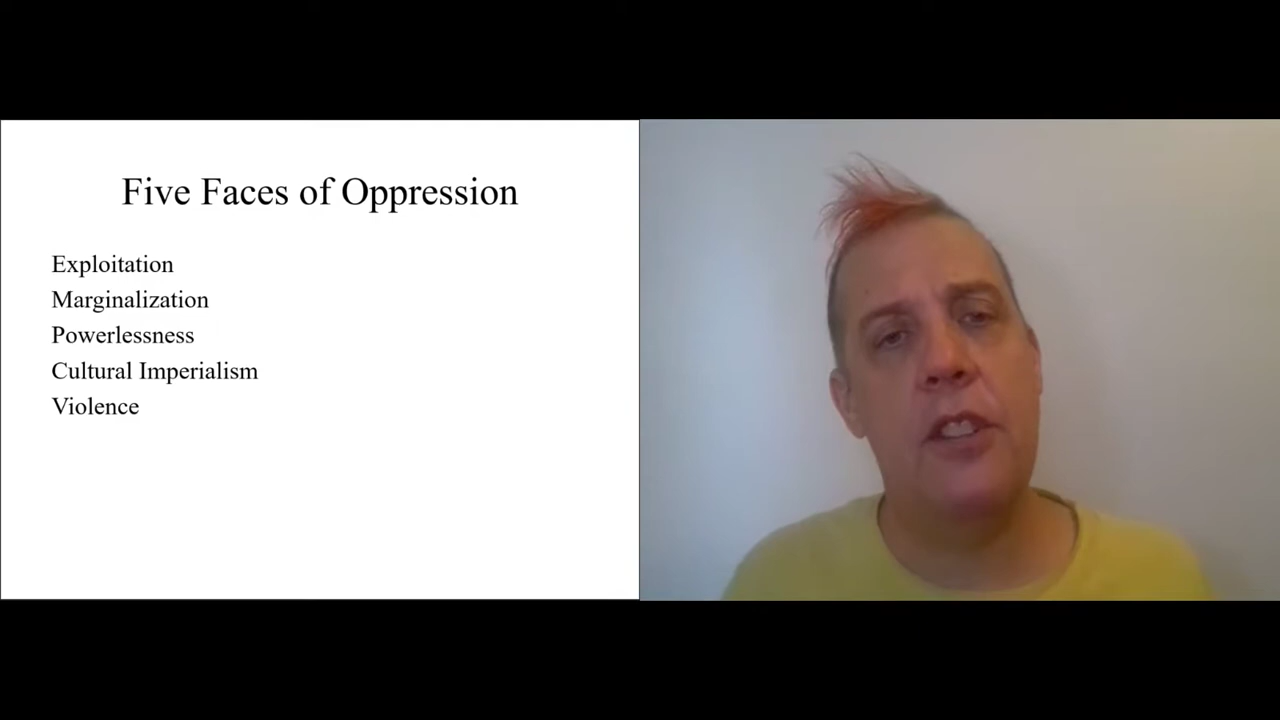 Five Faces of Oppression
Exploitation
Marginalization
Powerlessness
Cultural Imperialism
Violence